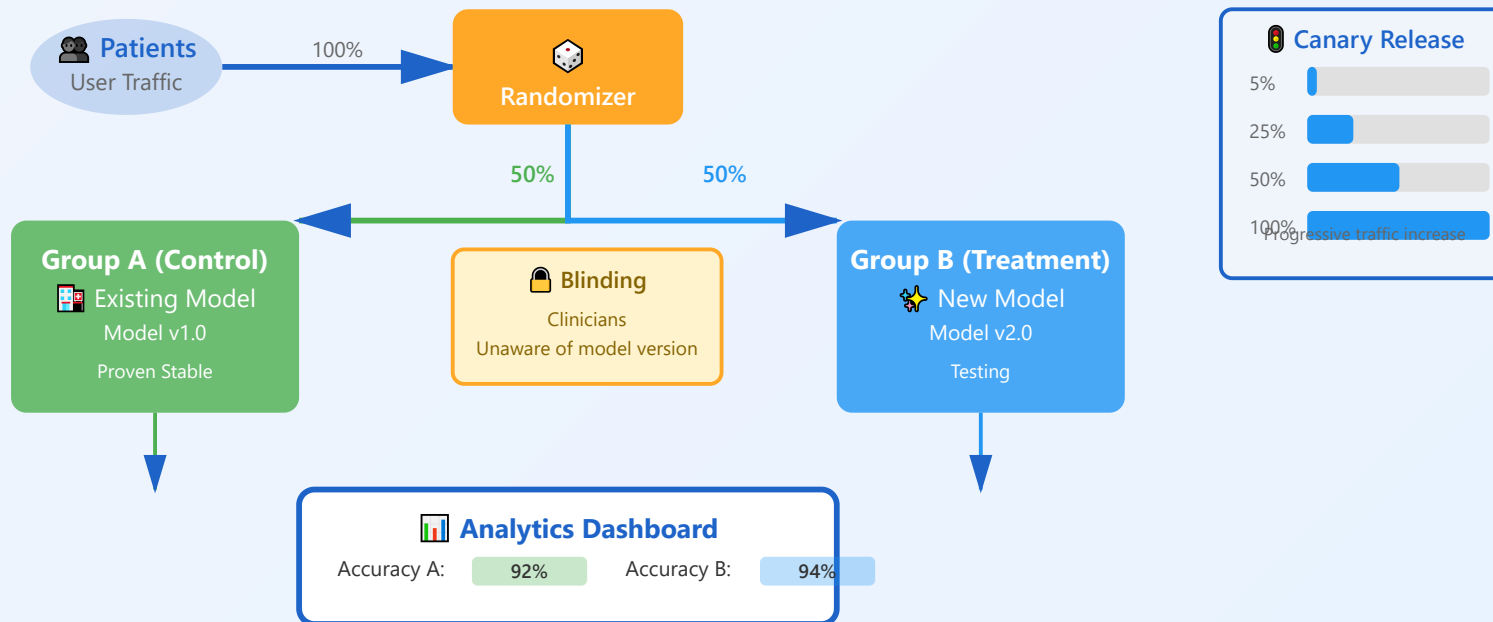 Patients
User Traffic
100%
Randomizer
50%
50%
Group A (Control)
Existing Model
Model v1.0
Proven Stable
Blinding
Clinicians
Unaware of model version
Group B (Treatment)
New Model
Model v2.0
Testing
Analytics Dashboard
Accuracy A: 92% Accuracy B: 94%
Canary Release
5%
25%
50%
100%
Progressive traffic increase